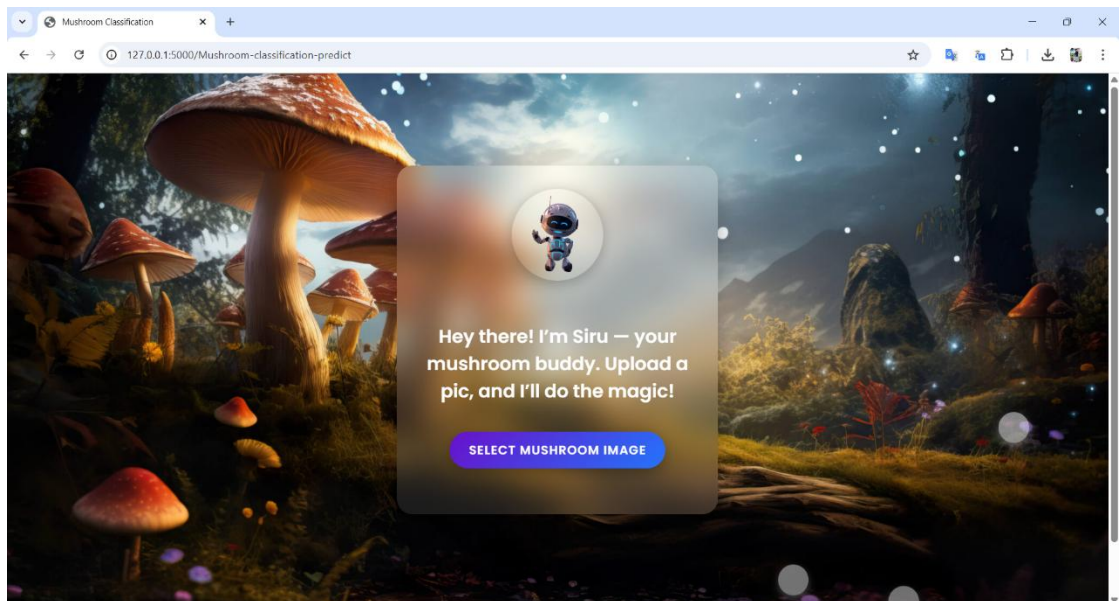 Mushroom Classification
127.0.0.1:5000/Mushroom-classification-predict
Hey there! I’m Siru — your
mushroom buddy. Upload a
pic, and I’ll do the magic!
SELECT MUSHROOM IMAGE